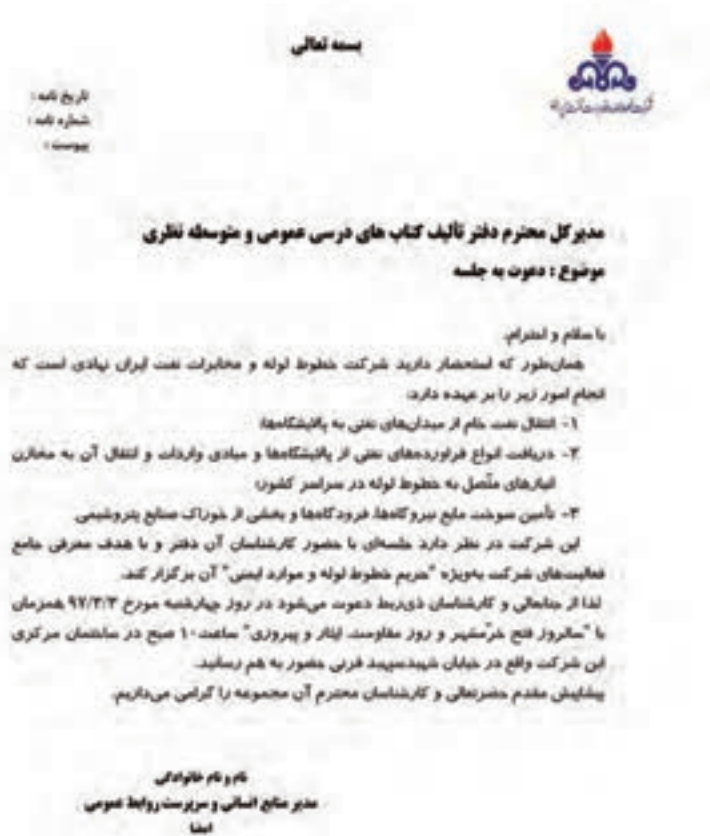 بسمه تعالی
تاریخ نامه :
شماره نامه :
پیوست :
مدیرکل محترم دفتر تألیف کتاب های درسی عمومی و متوسطه نظری
موضوع : دعوت به جلسه
با سلام و احترام،
همان‌طور که استحضار دارید شرکت خطوط لوله و مخابرات نفت ایران نهادی است که
انجام امور زیر را بر عهده دارد:
۱- انتقال نفت خام از میدان‌های نفتی به پالایشگاه‌ها؛
۲- دریافت انواع فراورده‌های نفتی از پالایشگاه‌ها و مبادی واردات و انتقال آن به مخازن
انبارهای متّصل به خطوط لوله در سراسر کشور؛
۳- تأمین سوخت مایع نیروگاه‌ها، فرودگاه‌ها و بخشی از خوراک صنایع پتروشیمی.
این شرکت در نظر دارد جلسه‌ای با حضور کارشناسان آن دفتر و با هدف معرفی جامع
فعالیت‌های شرکت به‌ویژه "حریم خطوط لوله و موارد ایمنی" آن برگزار کند.
لذا از جنابعالی و کارشناسان ذی‌ربط دعوت می‌شود در روز چهارشنبه مورخ ۹۲/۳/۳ همزمان
با "سالروز فتح خرّمشهر و روز مقاومت، ایثار و پیروزی" ساعت ۱۰ صبح در ساختمان مرکزی
این شرکت واقع در خیابان شهیدسپهبد قرنی حضور به هم رسانید.
پیشاپیش مقدم حضرتعالی و کارشناسان محترم آن مجموعه را گرامی می‌داریم.
نام و نام خانوادگی
مدیر منابع انسانی و سرپرست روابط عمومی
امضا